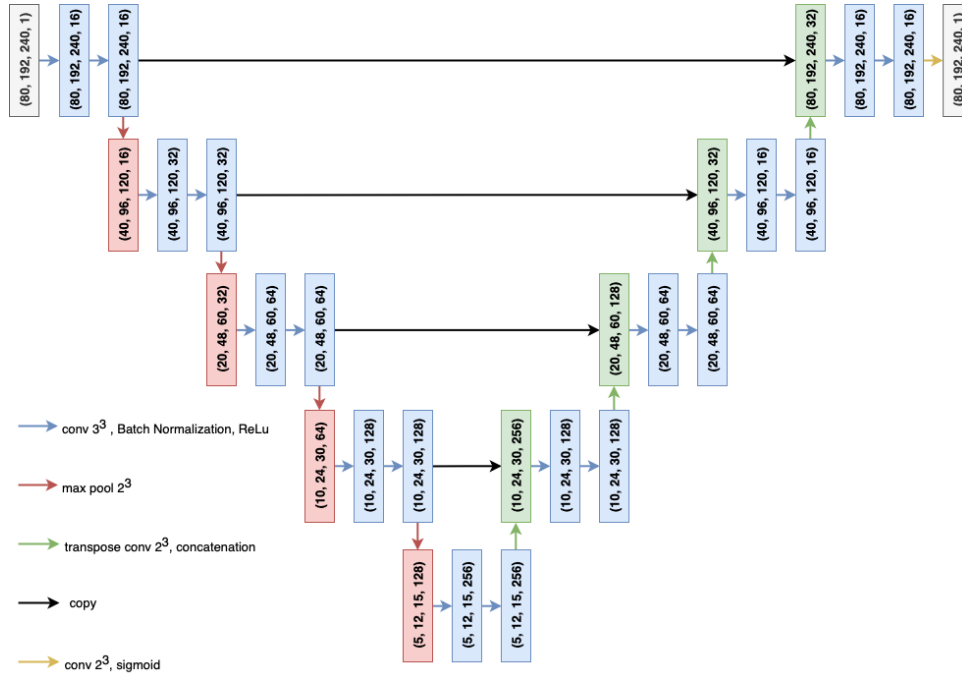 (80, 192, 240, 1)
(80, 192, 240, 16)
(80, 192, 240, 16)
(80, 192, 240, 32)
(80, 192, 240, 16)
(80, 192, 240, 16)
(80, 192, 240, 1)
(40, 96, 120, 16)
(40, 96, 120, 32)
(40, 96, 120, 32)
(40, 96, 120, 32)
(40, 96, 120, 16)
(40, 96, 120, 16)
(20, 48, 60, 32)
(20, 48, 60, 64)
(20, 48, 60, 64)
(20, 48, 60, 128)
(20, 48, 60, 64)
(20, 48, 60, 64)
(10, 24, 30, 64)
(10, 24, 30, 128)
(10, 24, 30, 128)
(10, 24, 30, 256)
(10, 24, 30, 128)
(10, 24, 30, 128)
(5, 12, 15, 128)
(5, 12, 15, 256)
(5, 12, 15, 256)
conv 3³ , Batch Normalization, ReLu
max pool 2³
transpose conv 2³, concatenation
copy
conv 2³, sigmoid